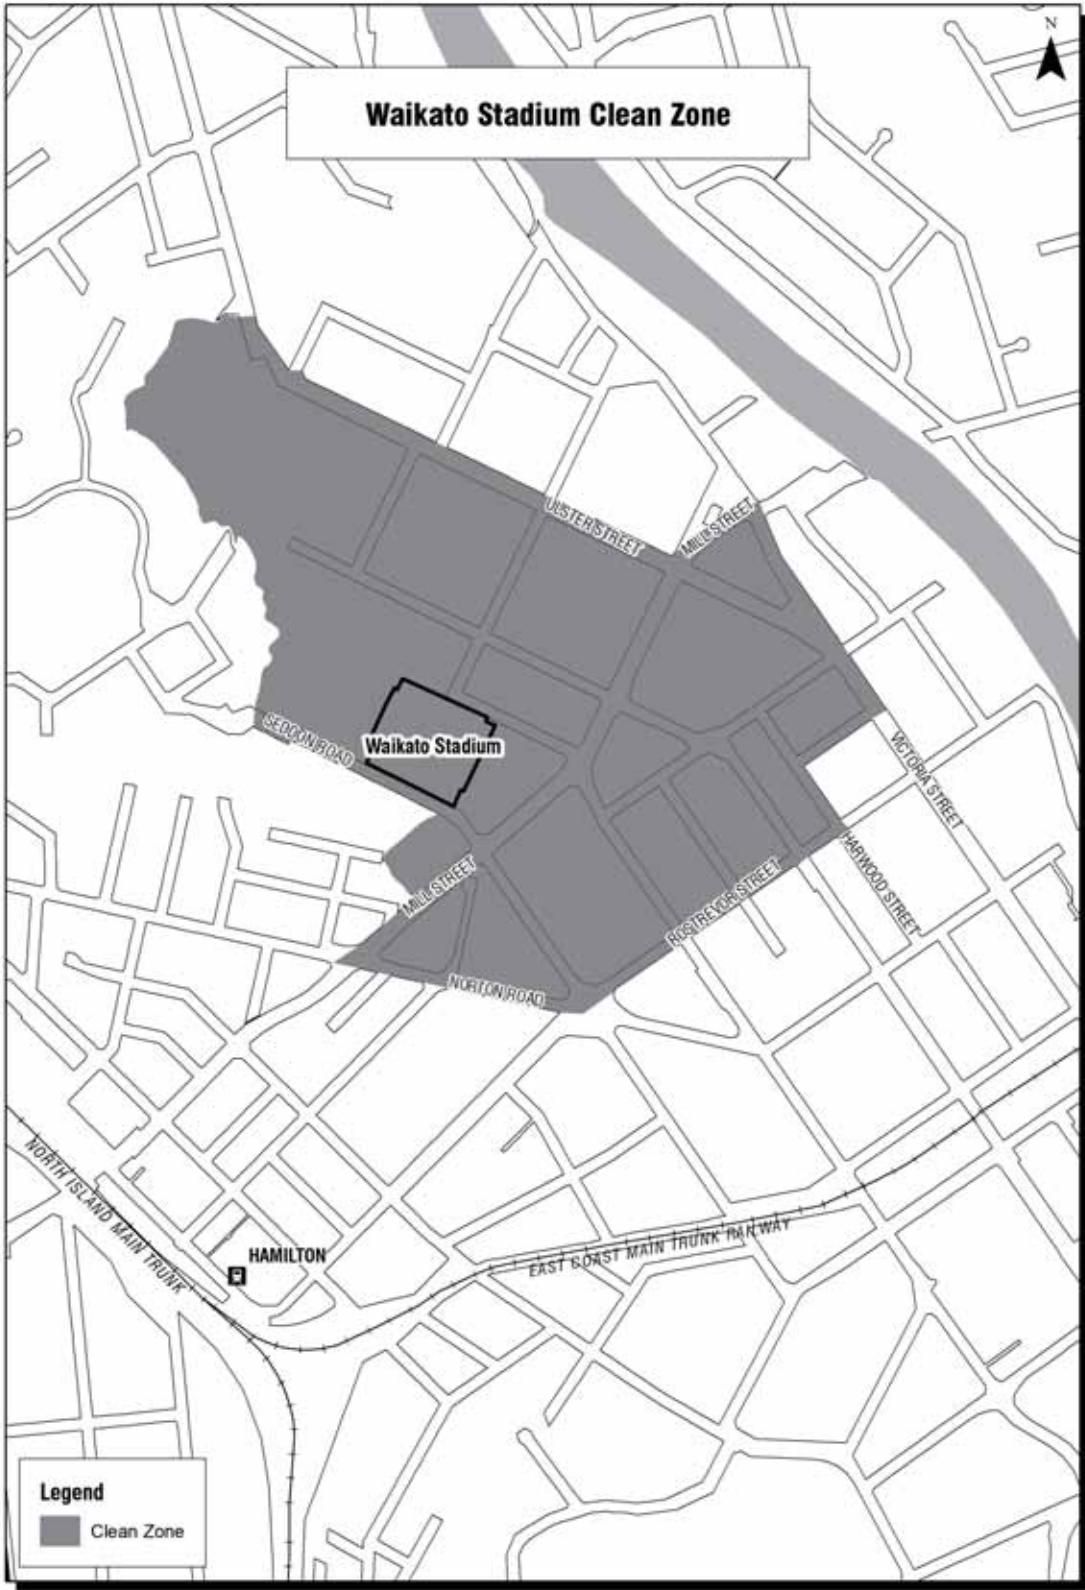 N
Waikato Stadium Clean Zone
ULSTER STREET
MILL STREET
SEDDON ROAD
Waikato Stadium
VICTORIA STREET
HARWOOD STREET
MILL STREET
ROSTREVOR STREET
NORTON ROAD
NORTH ISLAND MAIN TRUNK
HAMILTON
EAST COAST MAIN TRUNK RAILWAY
Legend
Clean Zone